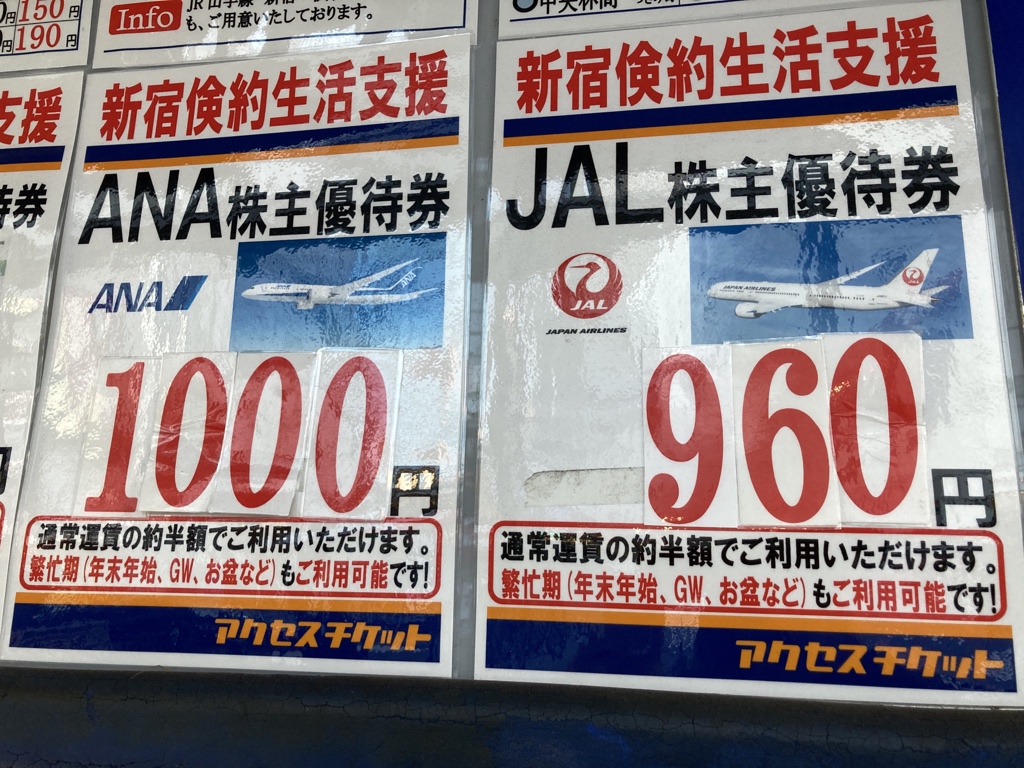 150円
190円
Info
も、ご用意いたしております。
支援
待券
新宿倹約生活支援
ANA株主優待券
ANA
1000円
通常運賃の約半額でご利用いただけます。
繁忙期(年末年始、GW、お盆など)もご利用可能です!
アクセスチケット
新宿倹約生活支援
JAL株主優待券
JAL
JAPAN AIRLINES
JAPAN AIRLINES
960円
通常運賃の約半額でご利用いただけます。
繁忙期(年末年始、GW、お盆など)もご利用可能です!
アクセスチケット